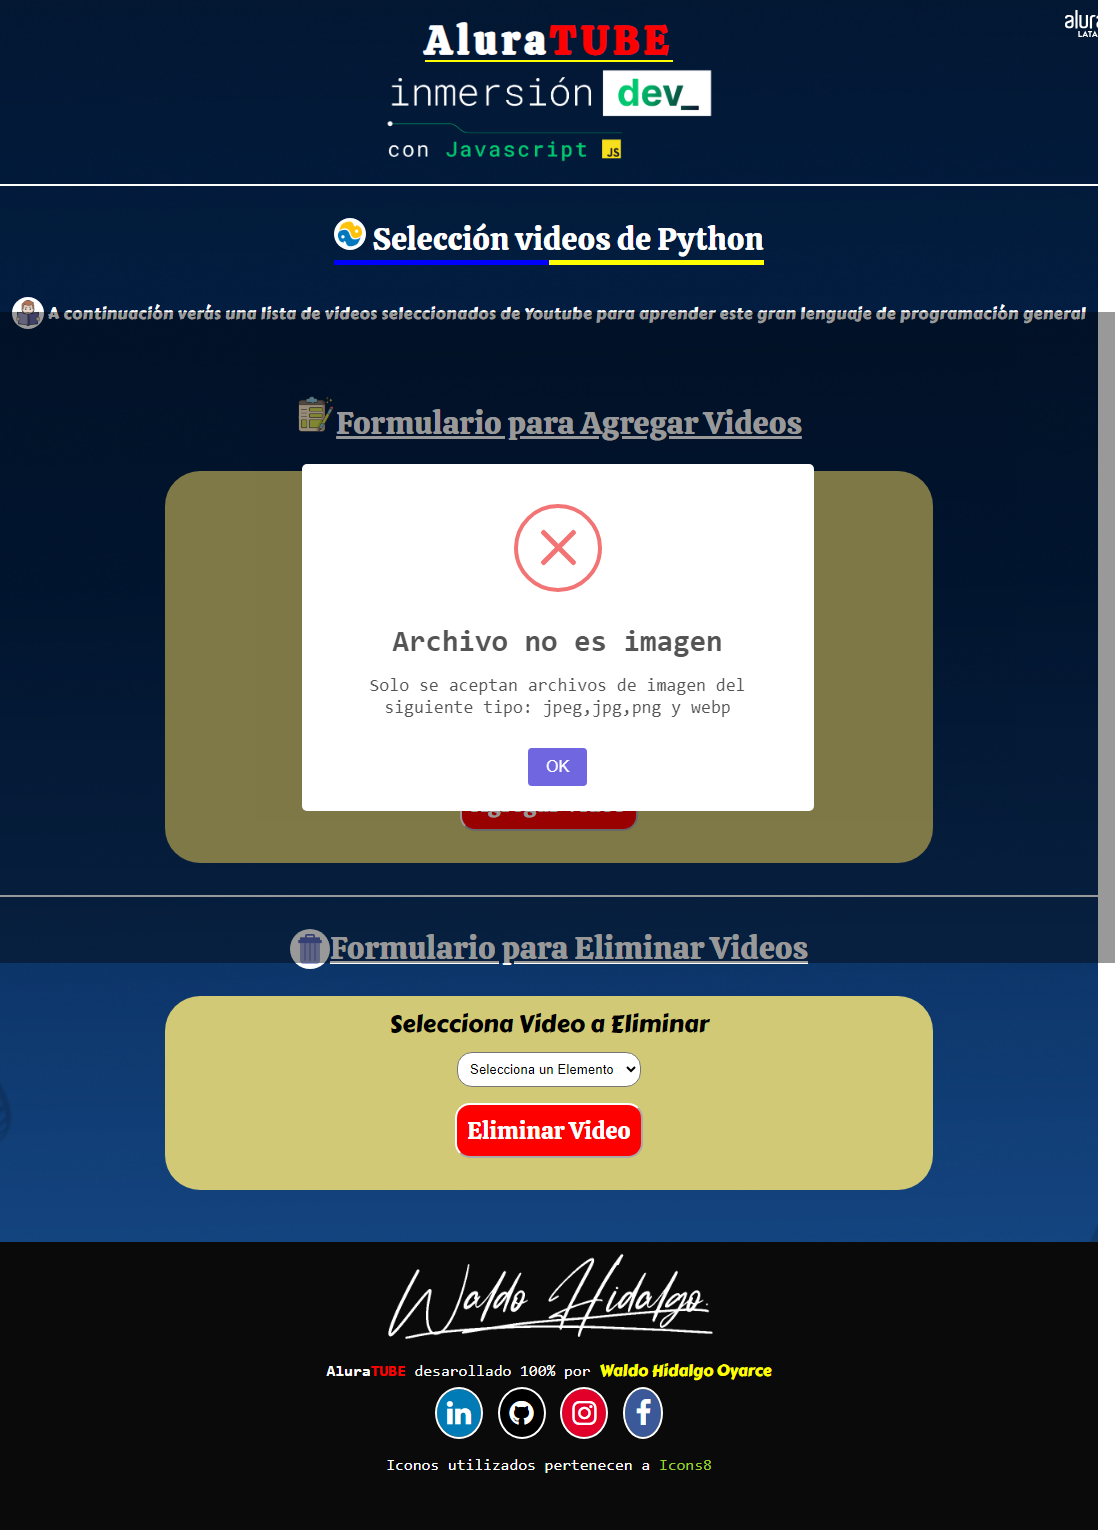 AluraTUBE
alura
LATA
inmersión dev_
con Javascript JS
Selección videos de Python
A continuación verás una lista de videos seleccionados de Youtube para aprender este gran lenguaje de programación general
Formulario para Agregar Videos
Archivo no es imagen
Solo se aceptan archivos de imagen del
siguiente tipo: jpeg,jpg,png y webp
OK
Formulario para Eliminar Videos
Selecciona Video a Eliminar
Selecciona un Elemento
Eliminar Video
Waldo Hidalgo.
AluraTUBE desarollado 100% por Waldo Hidalgo Oyarce
in
f
Iconos utilizados pertenecen a Icons8